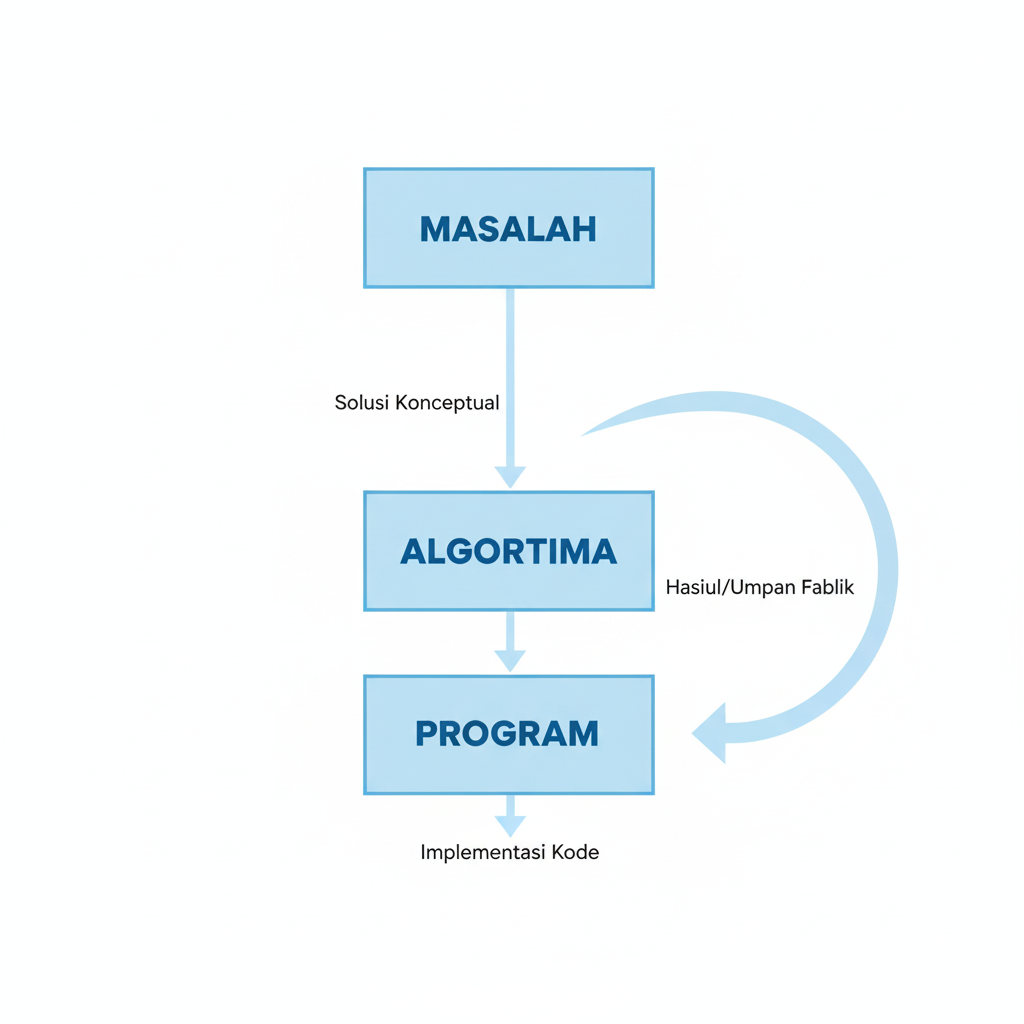 MASALAH
Solusi Konceptual
ALGORTIMA
Hasiul/Umpan Fablik
PROGRAM
Implementasi Kode